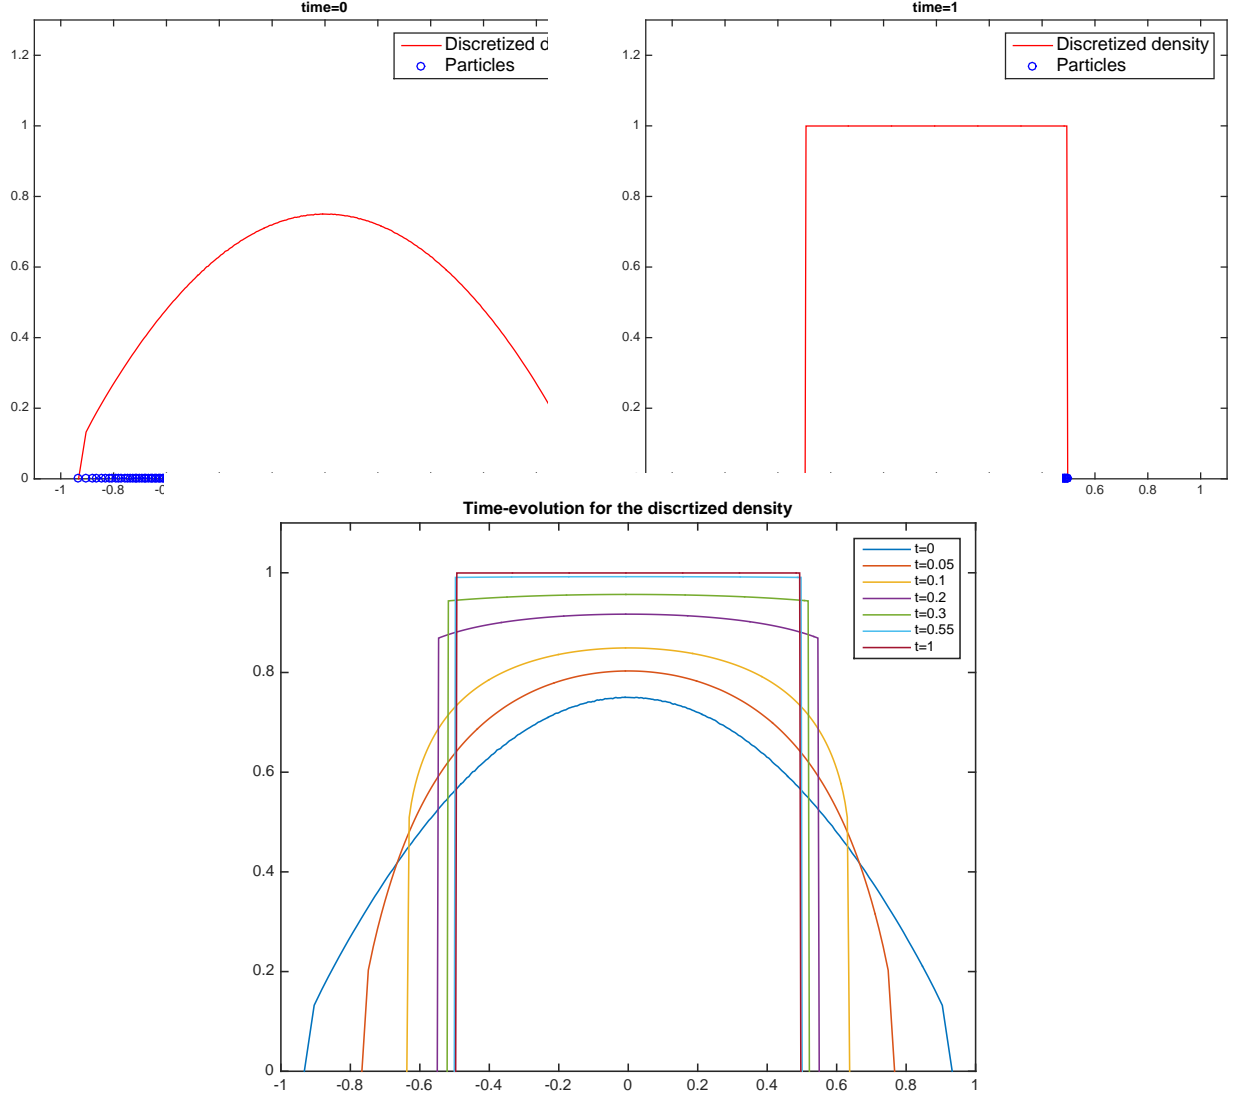 time=0
1.2
1
0.8
0.6
0.4
0.2
0
-1
-0.8
Discretized d
Particles
time=1
1.2
1
0.8
0.6
0.4
0.2
0.6
0.8
1
Discretized density
Particles
Time-evolution for the discrtized density
1
0.8
0.6
0.4
0.2
0
-1
-0.8
-0.6
-0.4
-0.2
0
0.2
0.4
0.6
0.8
1
t=0
t=0.05
t=0.1
t=0.2
t=0.3
t=0.55
t=1